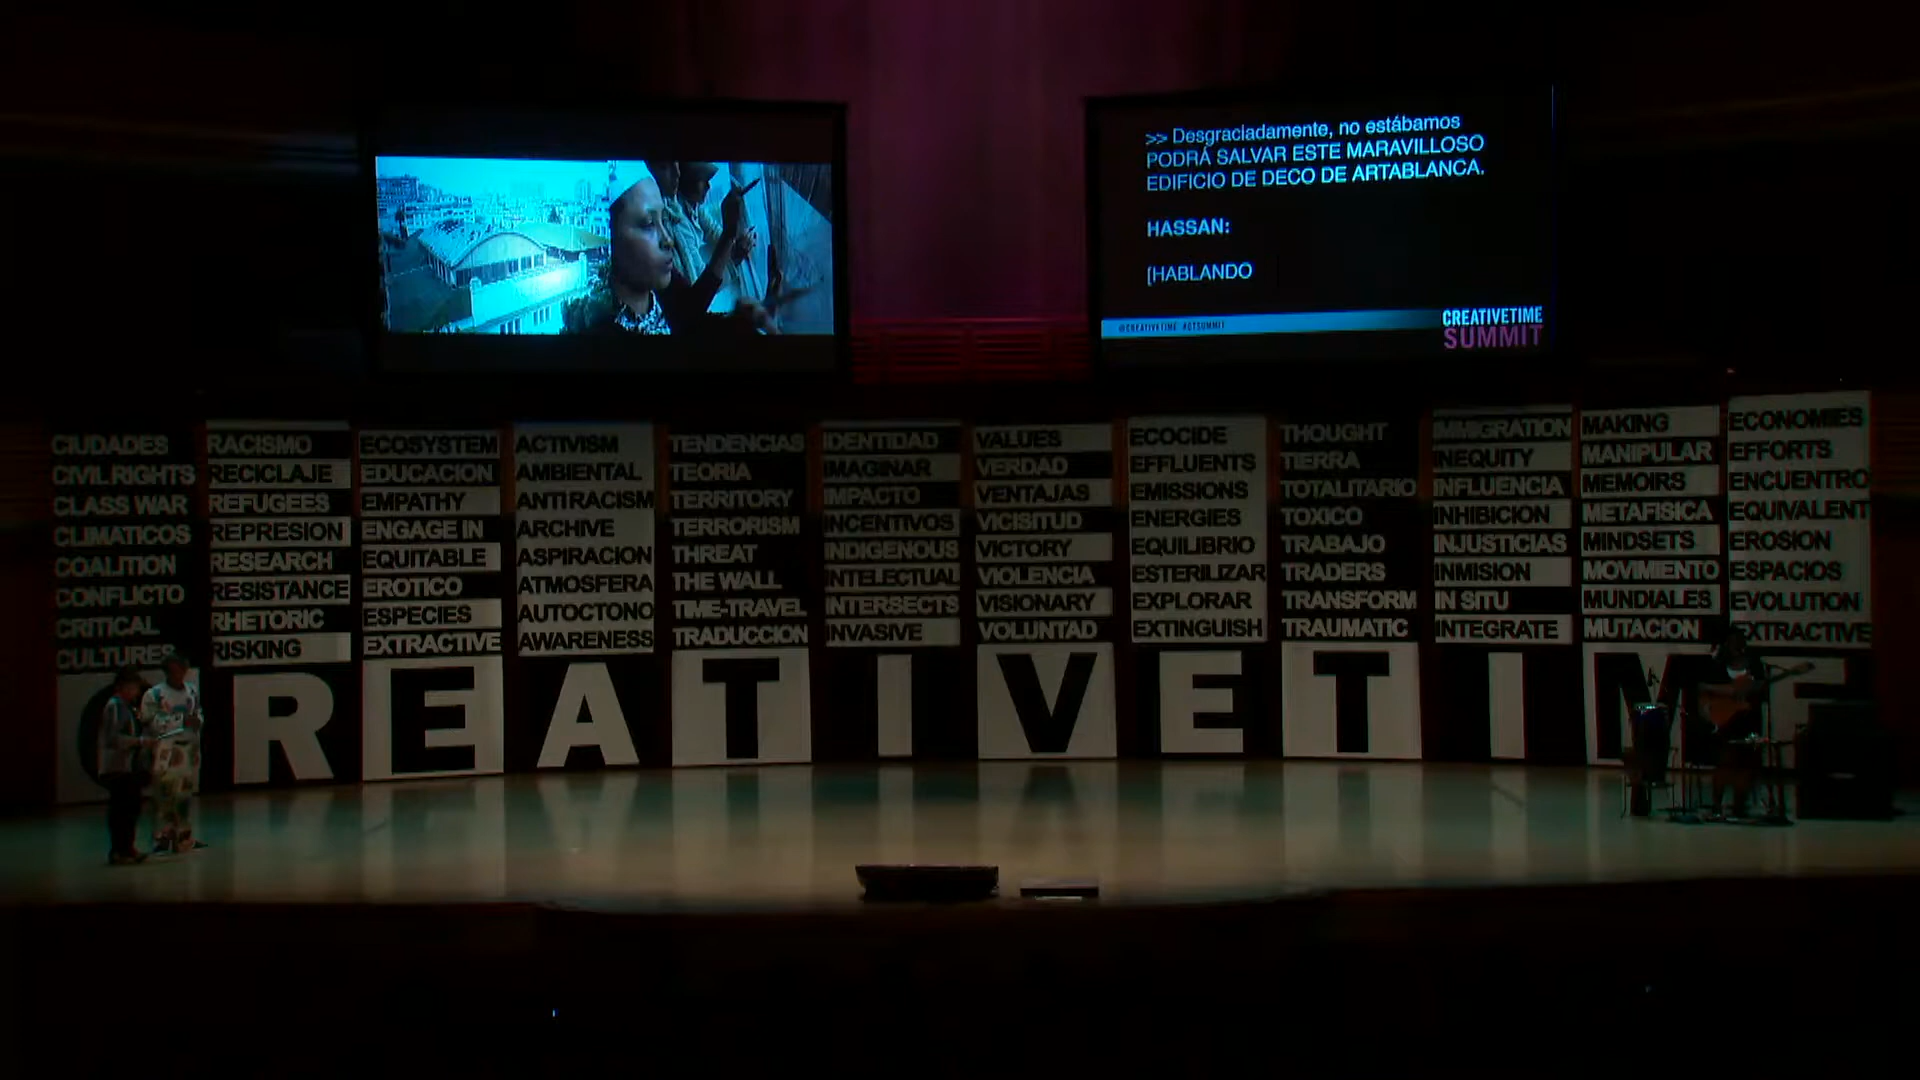 >> Desgraciadamente, no estábamos
PODRÁ SALVAR ESTE MARAVILLOSO
EDIFICIO DE DECO DE ARTABLANCA.
HASSAN:
[HABLANDO
@CREATIVETIME #CTSUMMIT
CREATIVETIME
SUMMIT
CIUDADES
CIVIL RIGHTS
CLASS WAR
CLIMATICOS
COALITION
CONFLICTO
CRITICAL
CULTURES
RACISMO
RECICLAJE
REFUGEES
REPRESION
RESEARCH
RESISTANCE
RHETORIC
RISKING
ECOSYSTEM
EDUCACION
EMPATHY
ENGAGE IN
EQUITABLE
EROTICO
ESPECIES
EXTRACTIVE
ACTIVISM
AMBIENTAL
ANTIRACISM
ARCHIVE
ASPIRACION
ATMOSFERA
AUTOCTONO
AWARENESS
TENDENCIAS
TEORIA
TERRITORY
TERRORISM
THREAT
THE WALL
TIME-TRAVEL
TRADUCCION
IDENTIDAD
IMAGINAR
IMPACTO
INCENTIVOS
INDIGENOUS
INTELECTUAL
INTERSECTS
INVASIVE
VALUES
VERDAD
VENTAJAS
VICISITUD
VICTORY
VIOLENCIA
VISIONARY
VOLUNTAD
ECOCIDE
EFFLUENTS
EMISSIONS
ENERGIES
EQUILIBRIO
ESTERILIZAR
EXPLORAR
EXTINGUISH
THOUGHT
TIERRA
TOTALITARIO
TOXICO
TRABAJO
TRADERS
TRANSFORM
TRAUMATIC
IMMIGRATION
INEQUITY
INFLUENCIA
INHIBICION
INJUSTICIAS
INMISION
IN SITU
INTEGRATE
MAKING
MANIPULAR
MEMOIRS
METAFISICA
MINDSETS
MOVIMIENTO
MUNDIALES
MUTACION
ECONOMIES
EFFORTS
ENCUENTRO
EQUIVALENT
EROSION
ESPACIOS
EVOLUTION
EXTRACTIVE
CREATIVETIME